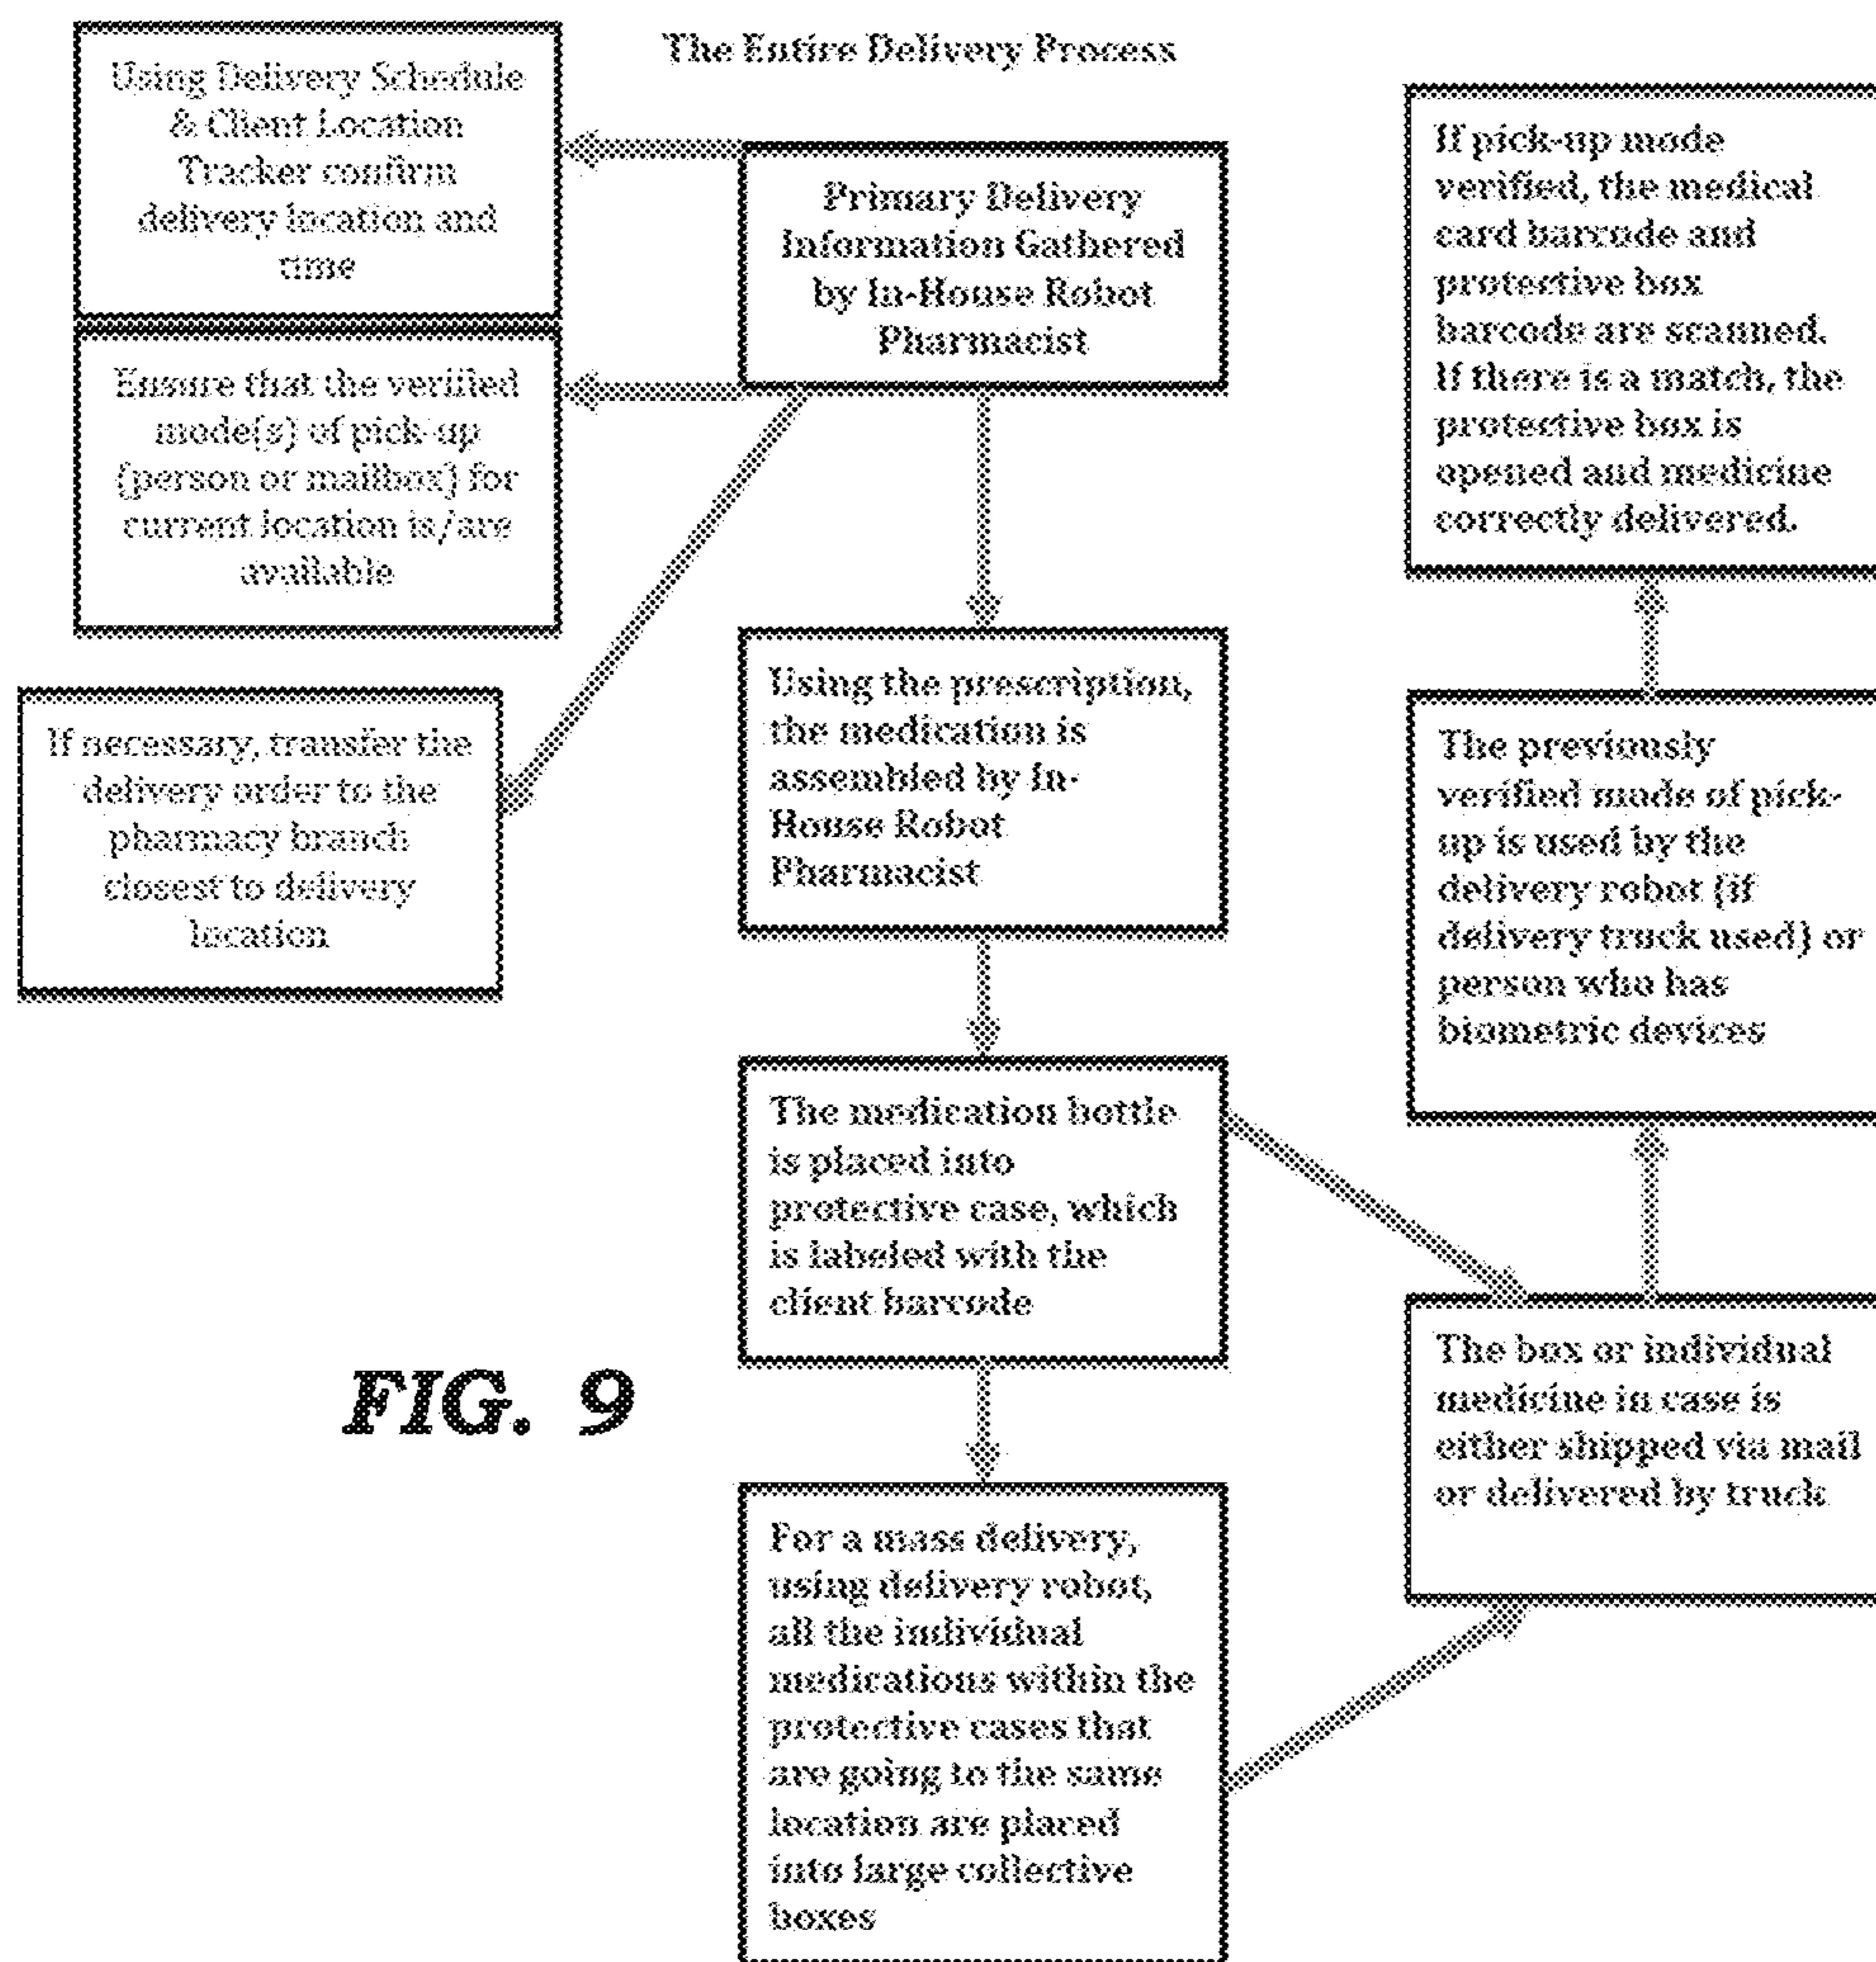 The Entire Delivery Process
Using Delivery Schedule
& Client Location
Tracker confirm
delivery location and
time
Ensure that the verified
mode(s) of pick-up
(person or mailbox) for
current location is/are
available
If necessary, transfer the
delivery order to the
pharmacy branch
closest to delivery
location
Primary Delivery
Information Gathered
by In-House Robot
Pharmacist
Using the prescription,
the medication is
assembled by In-
House Robot
Pharmacist
The medication bottle
is placed into
protective case, which
is labeled with the
client barcode
For a mass delivery,
using delivery robot,
all the individual
medications within the
protective cases that
are going to the same
location are placed
into large collective
boxes
The box or individual
medicine in case is
either shipped via mail
or delivered by truck
The previously
verified mode of pick-
up is used by the
delivery robot (if
delivery truck used) or
person who has
biometric devices
If pick-up mode
verified, the medical
card barcode and
protective box
barcode are scanned.
If there is a match, the
protective box is
opened and medicine
correctly delivered.
FIG. 9